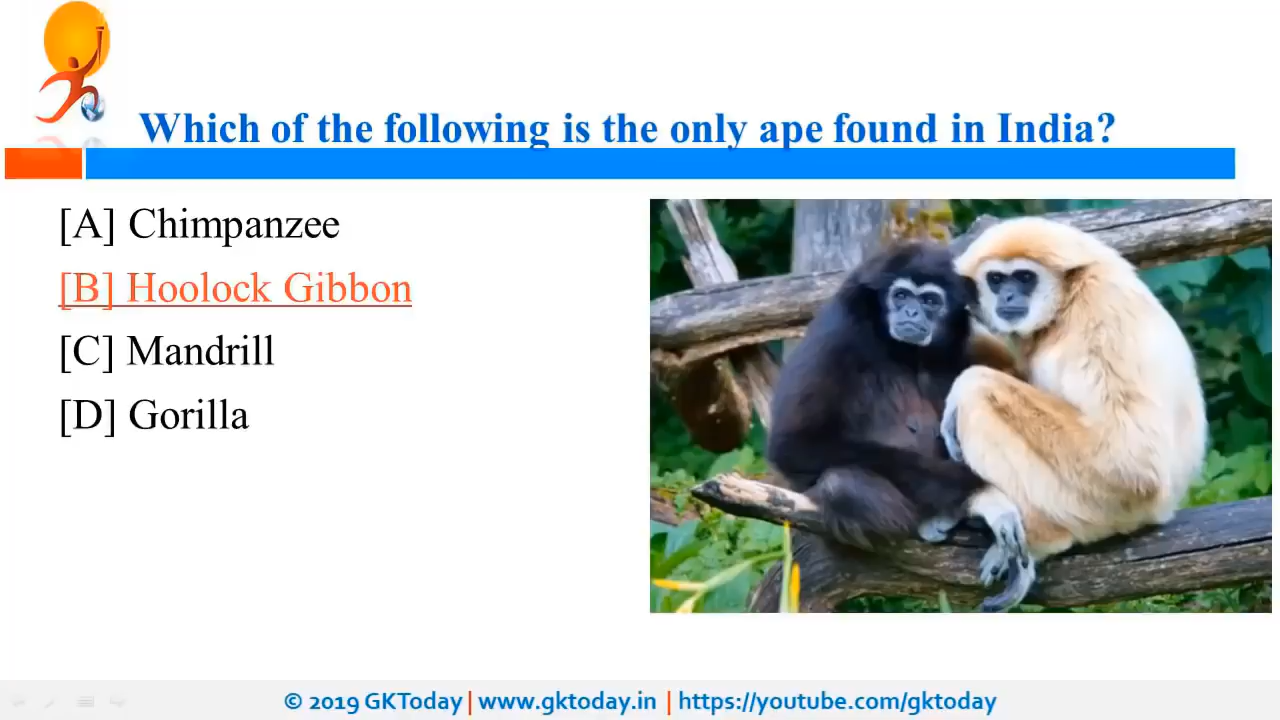 Which of the following is the only ape found in India?
[A] Chimpanzee
[B] Hoolock Gibbon
[C] Mandrill
[D] Gorilla
© 2019 GKToday | www.gktoday.in | https://youtube.com/gktoday